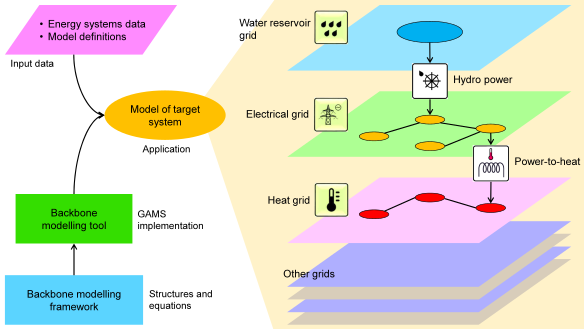 • Energy systems data
• Model definitions
Input data
Model of target
system
Application
Backbone
modelling tool
GAMS
implementation
Backbone modelling
framework
Structures and
equations
Water reservoir
grid
Hydro power
Electrical grid
Power-to-heat
Heat grid
Other grids